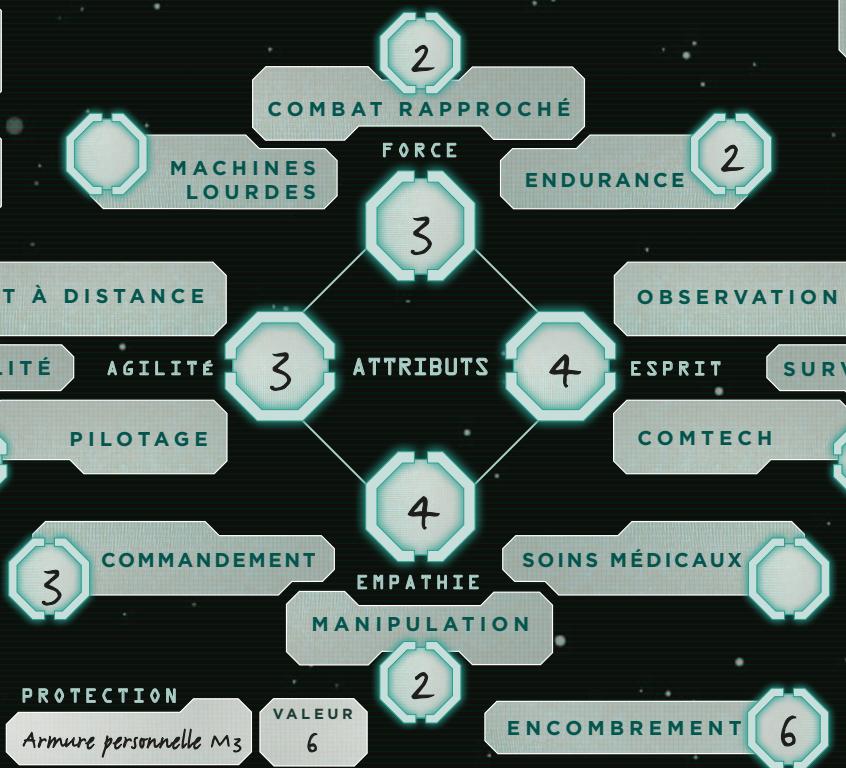 2
COMBAT RAPPROCHÉ
FORCE
MACHINES
LOURDES
ENDURANCE 2
3
T À DISTANCE
OBSERVATION
LITÉ
AGILITÉ 3 ATTRIBUTS 4 ESPRIT
SURV
PILOTAGE
COMTECH
4
3 COMMANDEMENT
SOINS MÉDICAUX
EMPATHIE
MANIPULATION
2
PROTECTION
Armure personnelle M3
VALEUR
6
ENCOMBREMENT 6